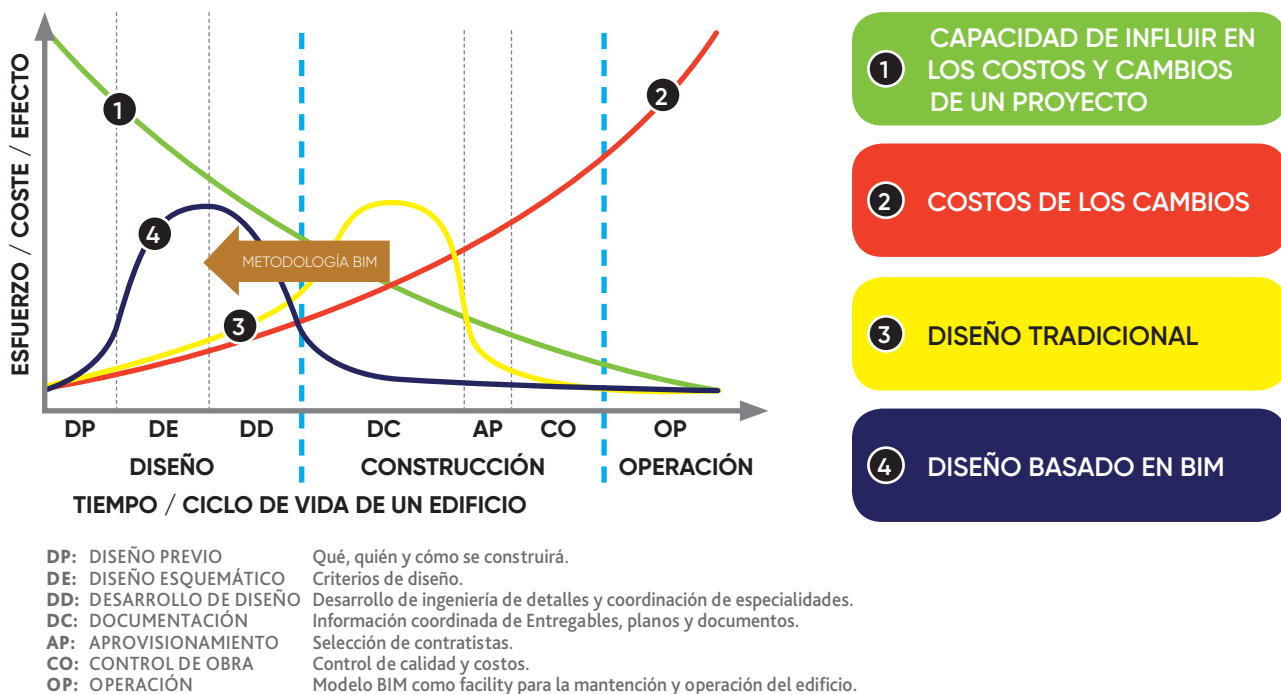 ESFUERZO / COSTE / EFECTO
1
2
3
4
METODOLOGÍA BIM
DP DE DD DC AP CO OP
DISEÑO CONSTRUCCIÓN OPERACIÓN
TIEMPO / CICLO DE VIDA DE UN EDIFICIO
1 CAPACIDAD DE INFLUIR EN
LOS COSTOS Y CAMBIOS
DE UN PROYECTO
2 COSTOS DE LOS CAMBIOS
3 DISEÑO TRADICIONAL
4 DISEÑO BASADO EN BIM
DP: DISEÑO PREVIO Qué, quién y cómo se construirá.
DE: DISEÑO ESQUEMÁTICO Criterios de diseño.
DD: DESARROLLO DE DISEÑO Desarrollo de ingeniería de detalles y coordinación de especialidades.
DC: DOCUMENTACIÓN Información coordinada de Entregables, planos y documentos.
AP: APROVISIONAMIENTO Selección de contratistas.
CO: CONTROL DE OBRA Control de calidad y costos.
OP: OPERACIÓN Modelo BIM como facility para la mantención y operación del edificio.